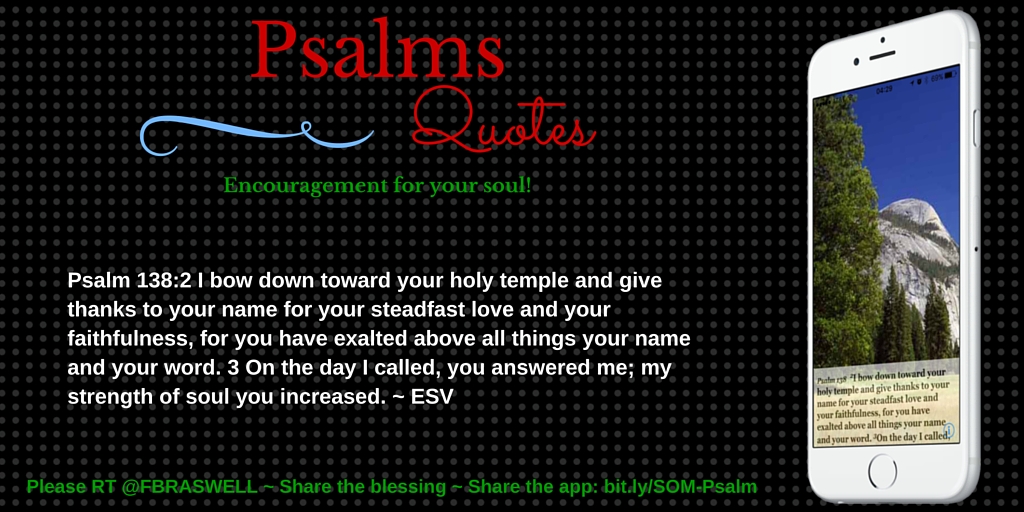 Psalms
Quotes
Encouragement for your soul!
Psalm 138:2 I bow down toward your holy temple and give
thanks to your name for your steadfast love and your
faithfulness, for you have exalted above all things your name
and your word. 3 On the day I called, you answered me; my
strength of soul you increased. ~ ESV
Please RT @FBRASWELL ~ Share the blessing ~ Share the app: bit.ly/SOM-Psalm
04:28
Psalm 138 ²I bow down toward your
holy temple and give thanks to your
name for your steadfast love and
your faithfulness, for you have
exalted above all things your name
and your word. ³On the day I called,